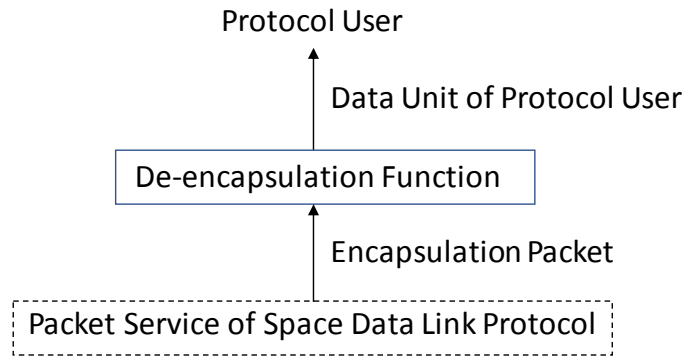 Protocol User
Data Unit of Protocol User
De-encapsulation Function
Encapsulation Packet
Packet Service of Space Data Link Protocol